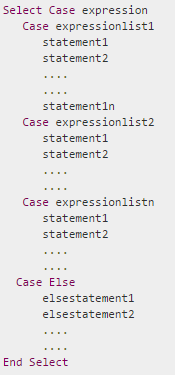 Select Case expression
Case expressionlist1
statement1
statement2
....
....
statement1n
Case expressionlist2
statement1
statement2
....
....
Case expressionlistn
statement1
statement2
....
....
Case Else
elsestatement1
elsestatement2
....
....
End Select